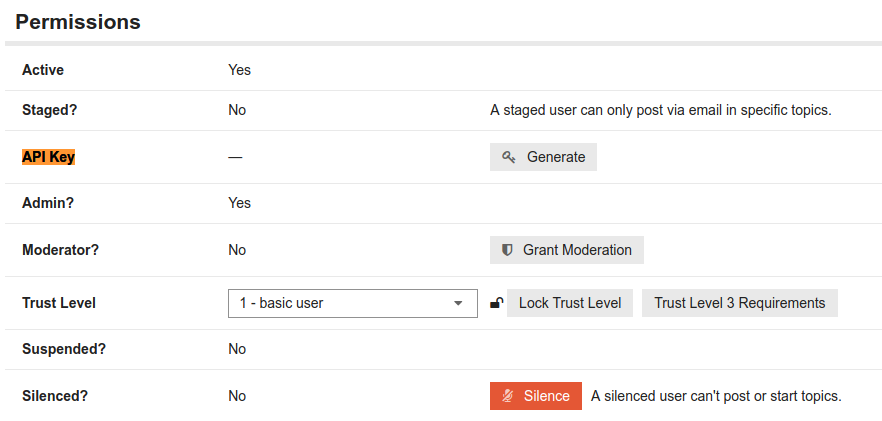 Permissions
Active Yes
Staged? No A staged user can only post via email in specific topics.
API Key — Generate
Admin? Yes
Moderator? No Grant Moderation
Trust Level 1 - basic user Lock Trust Level Trust Level 3 Requirements
Suspended? No
Silenced? No Silence A silenced user can't post or start topics.